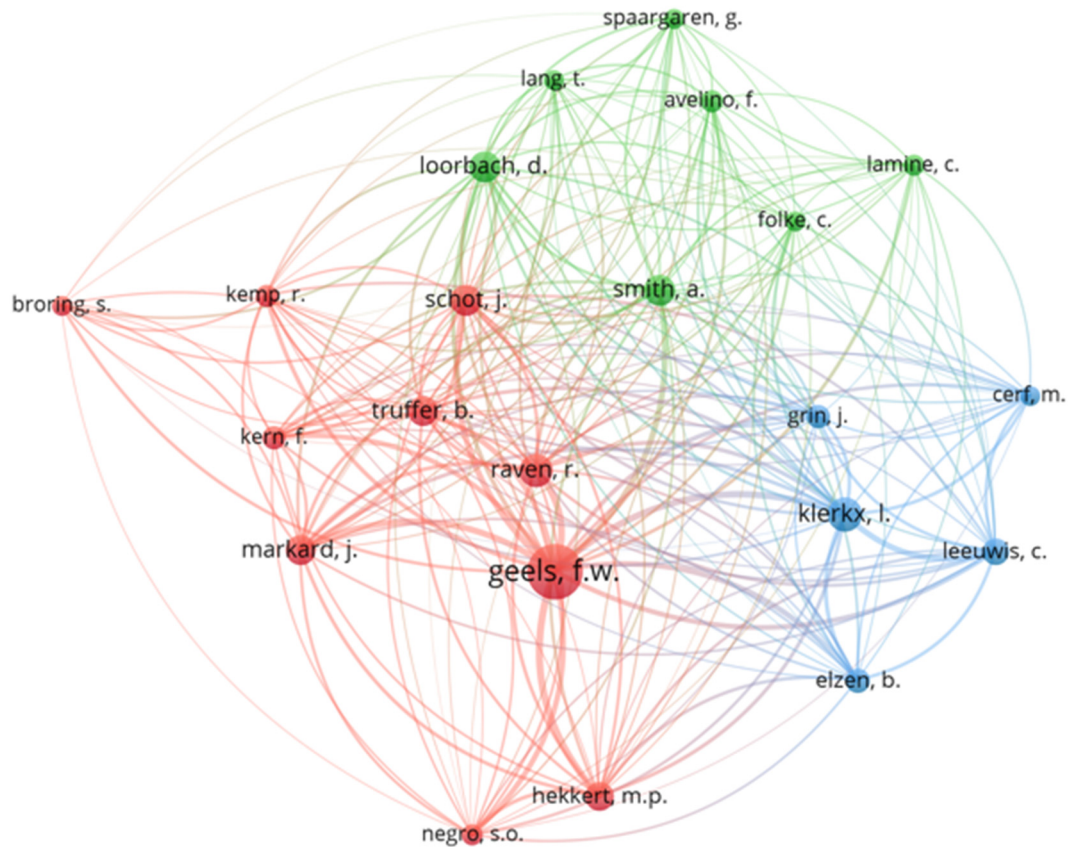 spaargaren, g.
lang, t.
avelino, f.
loorbach, d.
lamine, c.
folke, c.
smith, a.
kemp, r.
schot, j.
broring, s.
cerf, m.
truffer, b.
grin, j.
kern, f.
raven, r.
klerkx, l.
markard, j.
leeuwis, c.
geels, f.w.
elzen, b.
hekkert, m.p.
negro, s.o.